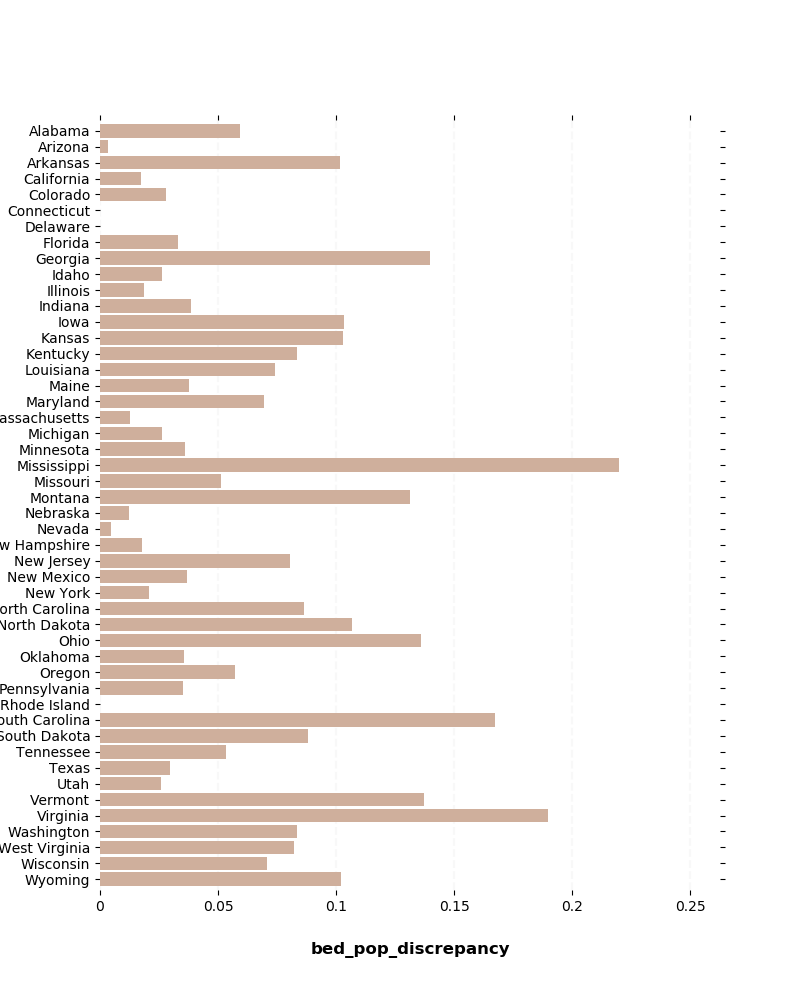 Alabama
Arizona
Arkansas
California
Colorado
Connecticut
Delaware
Florida
Georgia
Idaho
Illinois
Indiana
Iowa
Kansas
Kentucky
Louisiana
Maine
Maryland
assachusetts
Michigan
Minnesota
Mississippi
Missouri
Montana
Nebraska
Nevada
w Hampshire
New Jersey
New Mexico
New York
orth Carolina
North Dakota
Ohio
Oklahoma
Oregon
Pennsylvania
Rhode Island
outh Carolina
South Dakota
Tennessee
Texas
Utah
Vermont
Virginia
Washington
West Virginia
Wisconsin
Wyoming
0 0.05 0.1 0.15 0.2 0.25
bed_pop_discrepancy